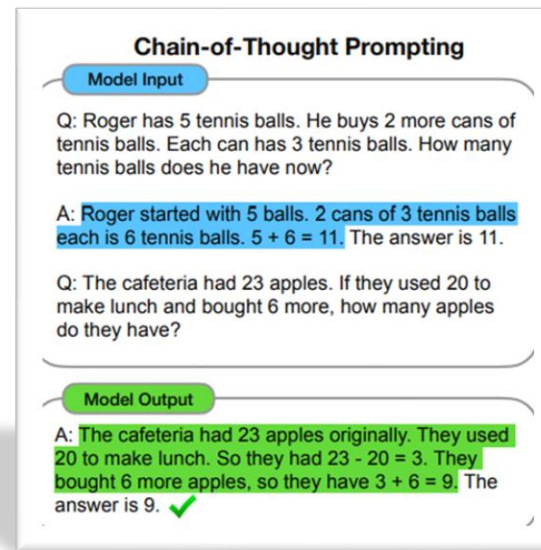 Chain-of-Thought Prompting
Model Input
Q: Roger has 5 tennis balls. He buys 2 more cans of
tennis balls. Each can has 3 tennis balls. How many
tennis balls does he have now?
A: Roger started with 5 balls. 2 cans of 3 tennis balls
each is 6 tennis balls. 5 + 6 = 11. The answer is 11.
Q: The cafeteria had 23 apples. If they used 20 to
make lunch and bought 6 more, how many apples
do they have?
Model Output
A: The cafeteria had 23 apples originally. They used
20 to make lunch. So they had 23 - 20 = 3. They
bought 6 more apples, so they have 3 + 6 = 9. The
answer is 9.